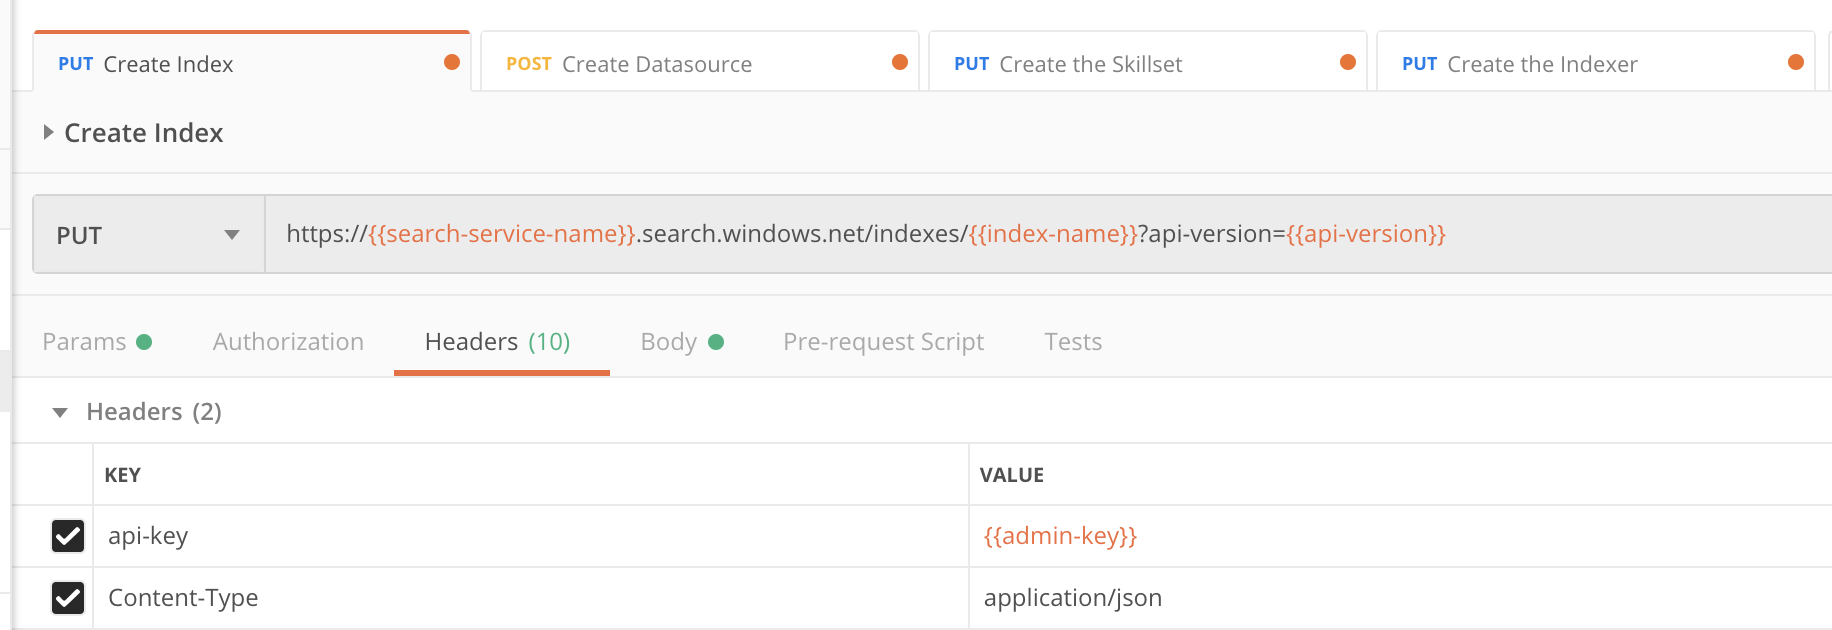 PUT Create Index POST Create Datasource PUT Create the Skillset PUT Create the Indexer
Create Index
PUT https://{{search-service-name}}.search.windows.net/indexes/{{index-name}}?api-version={{api-version}}
Params Authorization Headers (10) Body Pre-request Script Tests
Headers (2)
KEY VALUE
api-key {{admin-key}}
Content-Type application/json